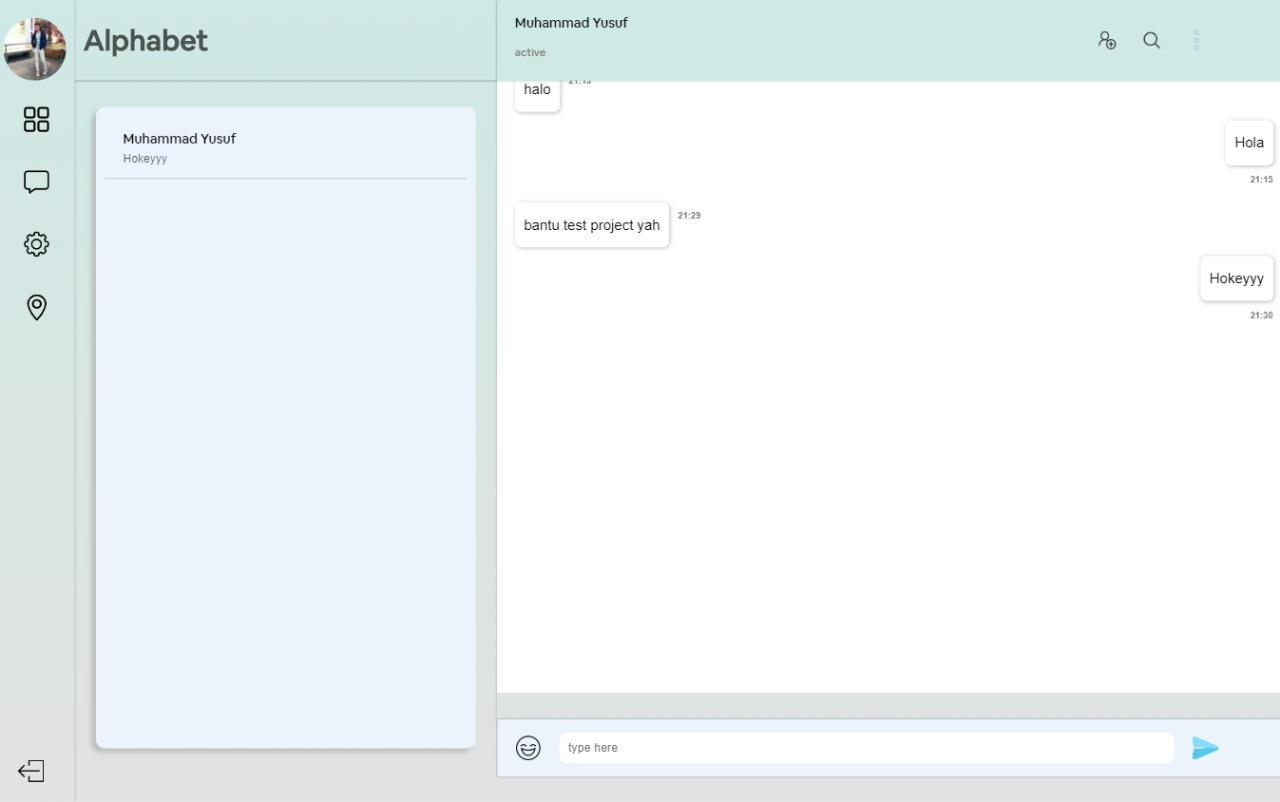 Alphabet
Muhammad Yusuf
Hokeyyy
Muhammad Yusuf
active
halo
Hola
21:15
bantu test project yah
21:29
Hokeyyy
21:30
type here